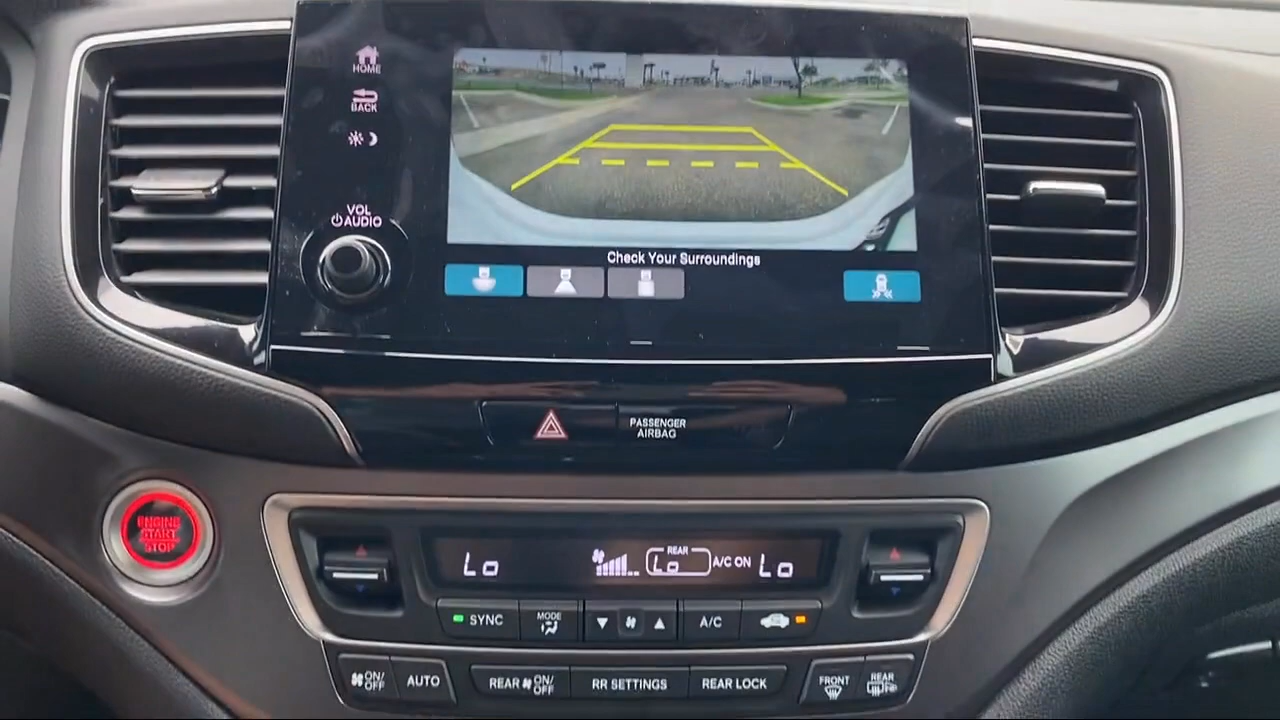 HOME
BACK
VOL
AUDIO
Check Your Surroundings
PASSENGER
AIRBAG
ENGINE
START
STOP
Lo
REAR
Lo
A/C ON
Lo
SYNC
MODE
A/C
ON/
OFF
AUTO
REAR ON/
OFF
RR SETTINGS
REAR LOCK
FRONT
REAR